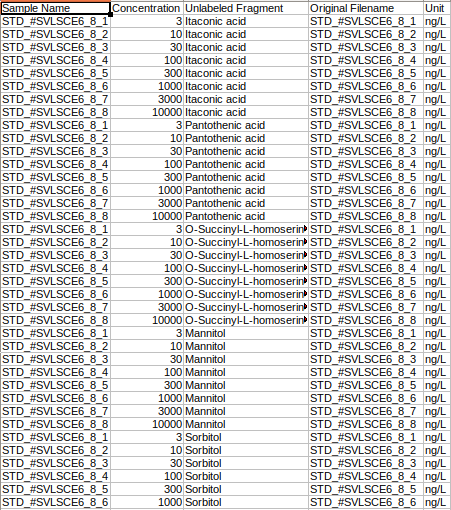 Sample Name Concentration Unlabeled Fragment Original Filename Unit
STD_#SVLSCE6_8_1 3 Itaconic acid STD_#SVLSCE6_8_1 ng/L
STD_#SVLSCE6_8_2 10 Itaconic acid STD_#SVLSCE6_8_2 ng/L
STD_#SVLSCE6_8_3 30 Itaconic acid STD_#SVLSCE6_8_3 ng/L
STD_#SVLSCE6_8_4 100 Itaconic acid STD_#SVLSCE6_8_4 ng/L
STD_#SVLSCE6_8_5 300 Itaconic acid STD_#SVLSCE6_8_5 ng/L
STD_#SVLSCE6_8_6 1000 Itaconic acid STD_#SVLSCE6_8_6 ng/L
STD_#SVLSCE6_8_7 3000 Itaconic acid STD_#SVLSCE6_8_7 ng/L
STD_#SVLSCE6_8_8 10000 Itaconic acid STD_#SVLSCE6_8_8 ng/L
STD_#SVLSCE6_8_1 3 Pantothenic acid STD_#SVLSCE6_8_1 ng/L
STD_#SVLSCE6_8_2 10 Pantothenic acid STD_#SVLSCE6_8_2 ng/L
STD_#SVLSCE6_8_3 30 Pantothenic acid STD_#SVLSCE6_8_3 ng/L
STD_#SVLSCE6_8_4 100 Pantothenic acid STD_#SVLSCE6_8_4 ng/L
STD_#SVLSCE6_8_5 300 Pantothenic acid STD_#SVLSCE6_8_5 ng/L
STD_#SVLSCE6_8_6 1000 Pantothenic acid STD_#SVLSCE6_8_6 ng/L
STD_#SVLSCE6_8_7 3000 Pantothenic acid STD_#SVLSCE6_8_7 ng/L
STD_#SVLSCE6_8_8 10000 Pantothenic acid STD_#SVLSCE6_8_8 ng/L
STD_#SVLSCE6_8_1 3 O-Succinyl-L-homoserin STD_#SVLSCE6_8_1 ng/L
STD_#SVLSCE6_8_2 10 O-Succinyl-L-homoserin STD_#SVLSCE6_8_2 ng/L
STD_#SVLSCE6_8_3 30 O-Succinyl-L-homoserin STD_#SVLSCE6_8_3 ng/L
STD_#SVLSCE6_8_4 100 O-Succinyl-L-homoserin STD_#SVLSCE6_8_4 ng/L
STD_#SVLSCE6_8_5 300 O-Succinyl-L-homoserin STD_#SVLSCE6_8_5 ng/L
STD_#SVLSCE6_8_6 1000 O-Succinyl-L-homoserin STD_#SVLSCE6_8_6 ng/L
STD_#SVLSCE6_8_7 3000 O-Succinyl-L-homoserin STD_#SVLSCE6_8_7 ng/L
STD_#SVLSCE6_8_8 10000 O-Succinyl-L-homoserin STD_#SVLSCE6_8_8 ng/L
STD_#SVLSCE6_8_1 3 Mannitol STD_#SVLSCE6_8_1 ng/L
STD_#SVLSCE6_8_2 10 Mannitol STD_#SVLSCE6_8_2 ng/L
STD_#SVLSCE6_8_3 30 Mannitol STD_#SVLSCE6_8_3 ng/L
STD_#SVLSCE6_8_4 100 Mannitol STD_#SVLSCE6_8_4 ng/L
STD_#SVLSCE6_8_5 300 Mannitol STD_#SVLSCE6_8_5 ng/L
STD_#SVLSCE6_8_6 1000 Mannitol STD_#SVLSCE6_8_6 ng/L
STD_#SVLSCE6_8_7 3000 Mannitol STD_#SVLSCE6_8_7 ng/L
STD_#SVLSCE6_8_8 10000 Mannitol STD_#SVLSCE6_8_8 ng/L
STD_#SVLSCE6_8_1 3 Sorbitol STD_#SVLSCE6_8_1 ng/L
STD_#SVLSCE6_8_2 10 Sorbitol STD_#SVLSCE6_8_2 ng/L
STD_#SVLSCE6_8_3 30 Sorbitol STD_#SVLSCE6_8_3 ng/L
STD_#SVLSCE6_8_4 100 Sorbitol STD_#SVLSCE6_8_4 ng/L
STD_#SVLSCE6_8_5 300 Sorbitol STD_#SVLSCE6_8_5 ng/L
STD_#SVLSCE6_8_6 1000 Sorbitol STD_#SVLSCE6_8_6 ng/L